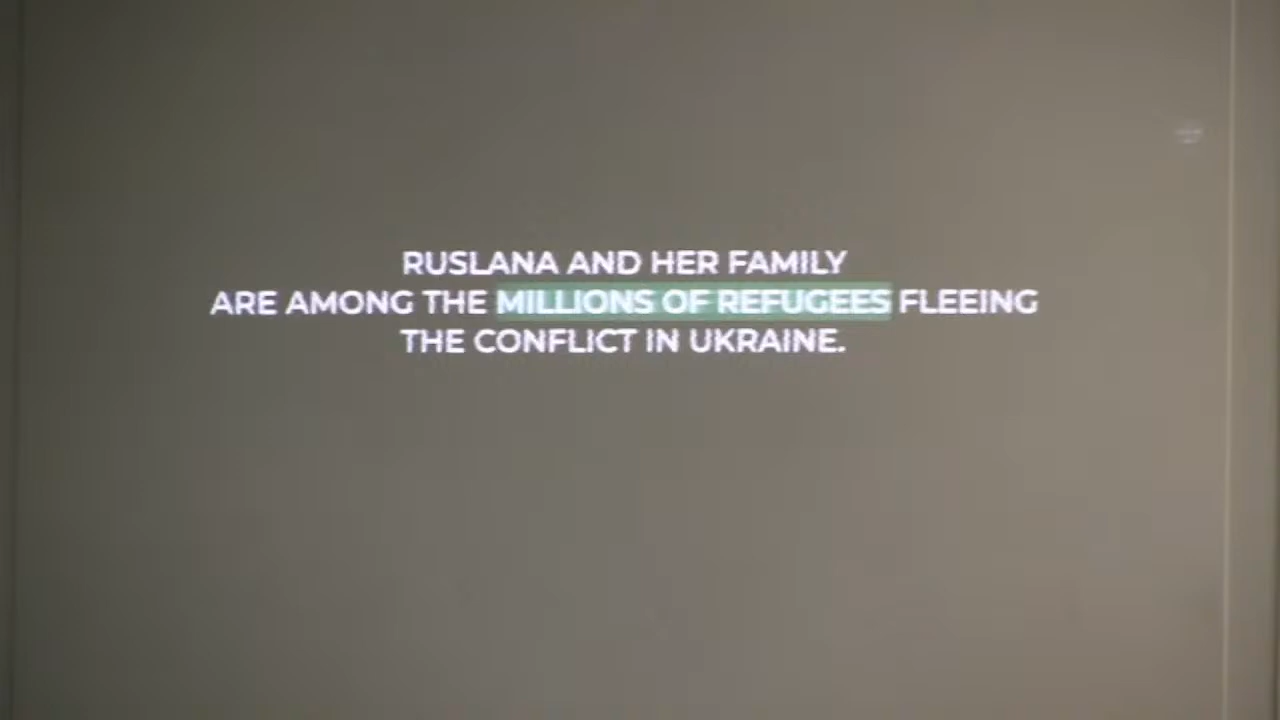 RUSLANA AND HER FAMILY
ARE AMONG THE MILLIONS OF REFUGEES FLEEING
THE CONFLICT IN UKRAINE.